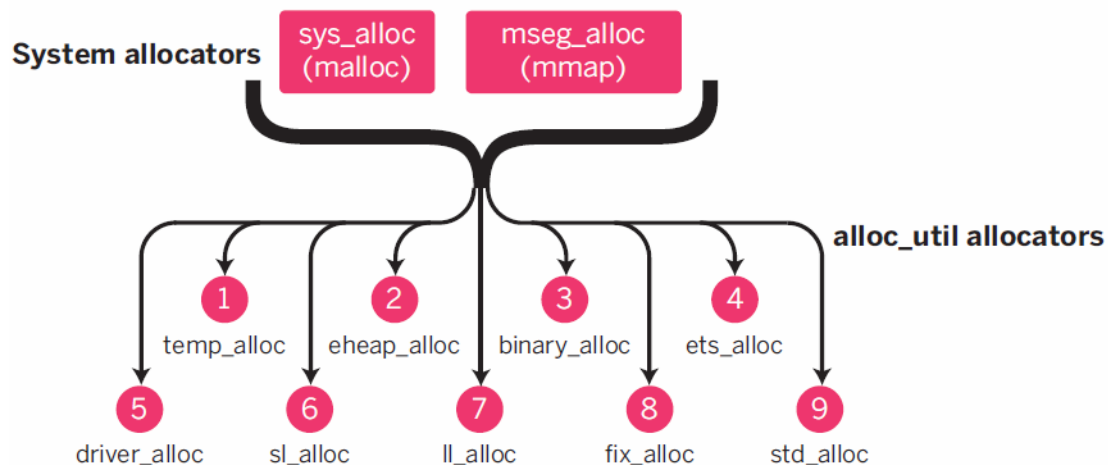 System allocators
sys_alloc
(malloc)
mseg_alloc
(mmap)
alloc_util allocators
1
2
3
4
temp_alloc
eheap_alloc
binary_alloc
ets_alloc
5
6
7
8
9
driver_alloc
sl_alloc
ll_alloc
fix_alloc
std_alloc